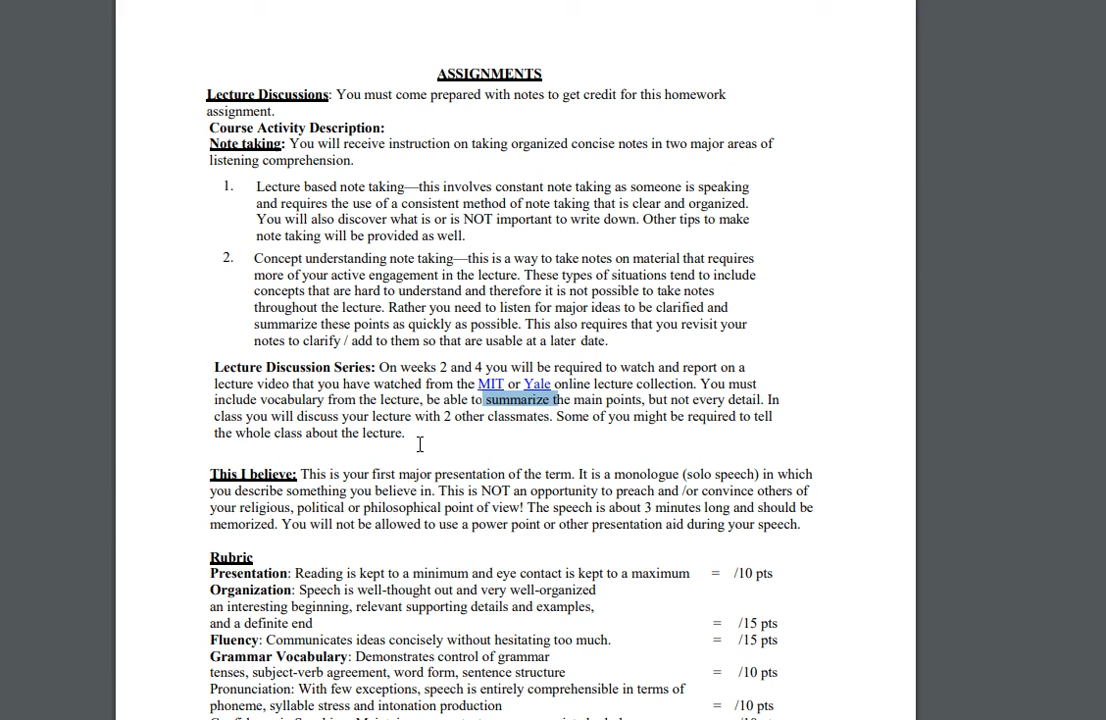 ASSIGNMENTS
Lecture Discussions: You must come prepared with notes to get credit for this homework
assignment.
Course Activity Description:
Note taking: You will receive instruction on taking organized concise notes in two major areas of
listening comprehension.
1. Lecture based note taking—this involves constant note taking as someone is speaking
and requires the use of a consistent method of note taking that is clear and organized.
You will also discover what is or is NOT important to write down. Other tips to make
note taking will be provided as well.
2. Concept understanding note taking—this is a way to take notes on material that requires
more of your active engagement in the lecture. These types of situations tend to include
concepts that are hard to understand and therefore it is not possible to take notes
throughout the lecture. Rather you need to listen for major ideas to be clarified and
summarize these points as quickly as possible. This also requires that you revisit your
notes to clarify / add to them so that are usable at a later date.
Lecture Discussion Series: On weeks 2 and 4 you will be required to watch and report on a
lecture video that you have watched from the MIT or Yale online lecture collection. You must
include vocabulary from the lecture, be able to summarize the main points, but not every detail. In
class you will discuss your lecture with 2 other classmates. Some of you might be required to tell
the whole class about the lecture.
This I believe: This is your first major presentation of the term. It is a monologue (solo speech) in which
you describe something you believe in. This is NOT an opportunity to preach and /or convince others of
your religious, political or philosophical point of view! The speech is about 3 minutes long and should be
memorized. You will not be allowed to use a power point or other presentation aid during your speech.
Rubric
Presentation: Reading is kept to a minimum and eye contact is kept to a maximum = /10 pts
Organization: Speech is well-thought out and very well-organized
an interesting beginning, relevant supporting details and examples,
and a definite end = /15 pts
Fluency: Communicates ideas concisely without hesitating too much. = /15 pts
Grammar Vocabulary: Demonstrates control of grammar
tenses, subject-verb agreement, word form, sentence structure = /10 pts
Pronunciation: With few exceptions, speech is entirely comprehensible in terms of
phoneme, syllable stress and intonation production = /10 pts